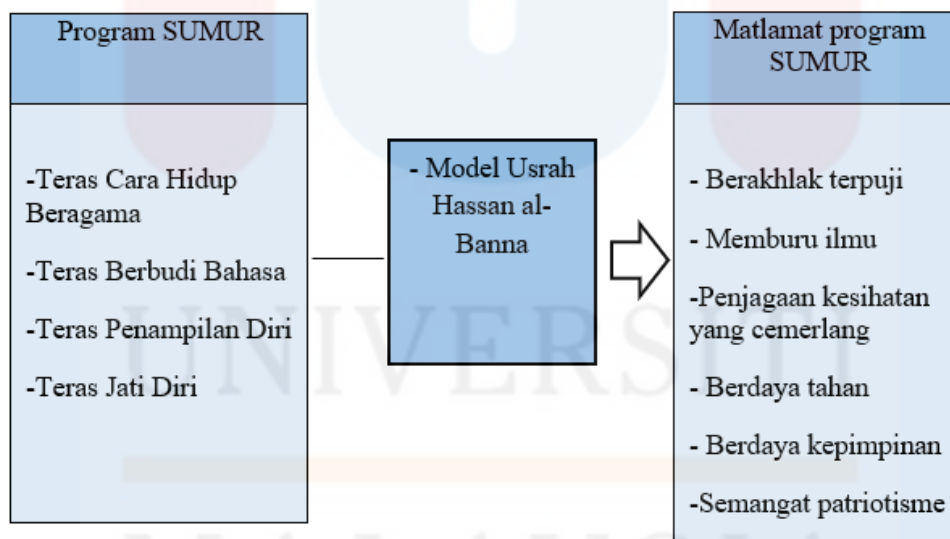 Program SUMUR
-Teras Cara Hidup
Beragama
-Teras Berbudi Bahasa
-Teras Penampilan Diri
-Teras Jati Diri
- Model Usrah
Hassan al-
Banna
Matlamat program
SUMUR
- Berakhlak terpuji
- Memburu ilmu
-Penjagaan kesihatan
yang cemerlang
- Berdaya tahan
- Berdaya kepimpinan
-Semangat patriotisme
UNIVERSITI
MALAYSIA